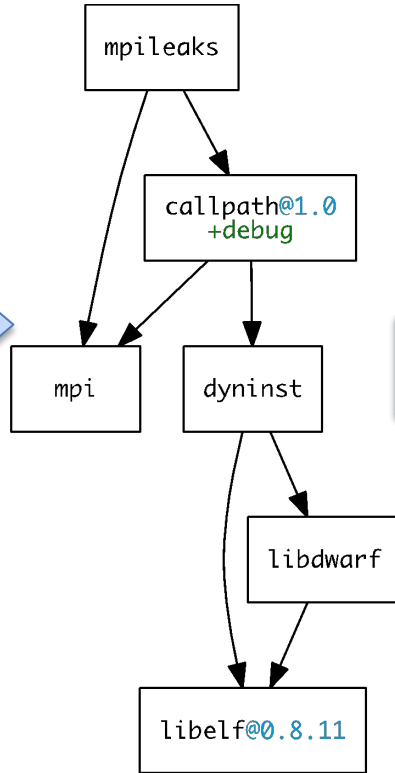 mpileaks
callpath@1.0
+debug
mpi
dyninst
libdwarf
libelf@0.8.11